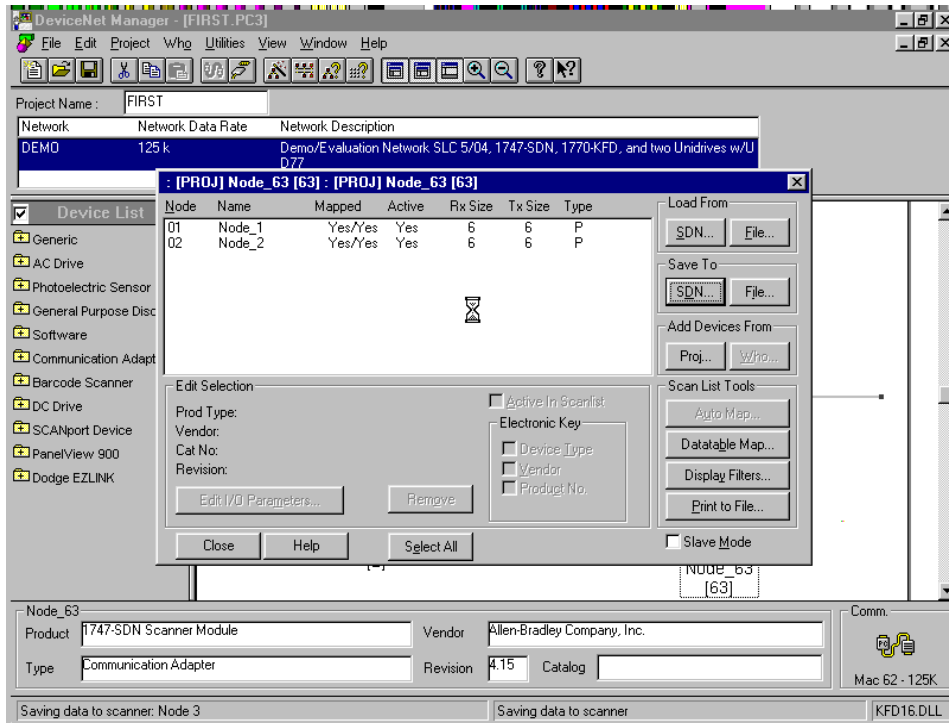 DeviceNet Manager - [FIRST.PC3]
File Edit Project Who Utilities View Window Help
Project Name : FIRST
Network Network Data Rate Network Description
DEMO 125 k Demo/Evaluation Network SLC 5/04, 1747-SDN, 1770-KFD, and two Unidrives w/U
D77
: [PROJ] Node_63 [63] : [PROJ] Node_63 [63]
Device List
Generic
AC Drive
Photoelectric Sensor
General Purpose Disc
Software
Communication Adapt
Barcode Scanner
DC Drive
SCANport Device
PanelView 900
Dodge EZLINK
Node Name Mapped Active Rx Size Tx Size Type
01 Node_1 Yes/Yes Yes 6 6 P
02 Node_2 Yes/Yes Yes 6 6 P
Load From
SDN... File...
Save To
SDN... File...
Add Devices From
Proj... Who...
Scan List Tools
Auto Map...
Datatable Map...
Display Filters...
Print to File...
Slave Mode
Edit Selection
Prod Type:
Vendor:
Cat No:
Revision:
Active In Scanlist
Electronic Key
Device Type
Vendor
Product No.
Edit I/O Parameters... Remove
Close Help Select All
Node_63
[63]
Node_63
Product 1747-SDN Scanner Module Vendor Allen-Bradley Company, Inc.
Type Communication Adapter Revision 4.15 Catalog
Comm.
Mac 62 - 125K
Saving data to scanner: Node 3 Saving data to scanner KFD16.DLL